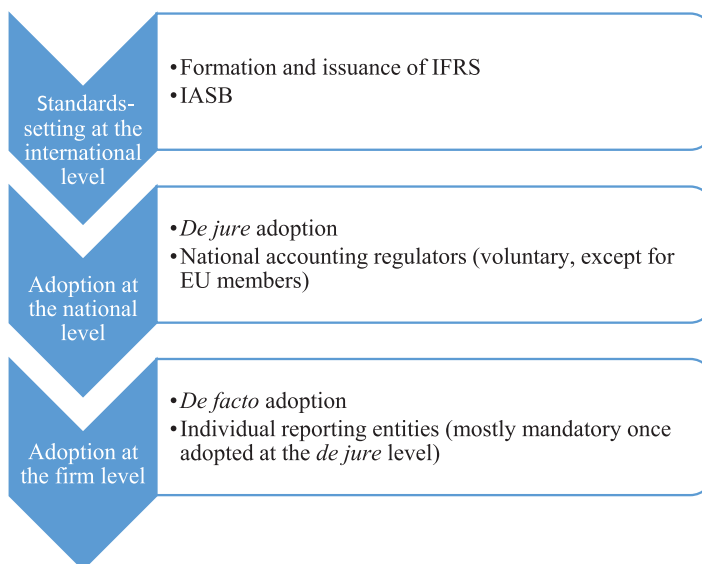 Standards-
setting at the
international
level
•Formation and issuance of IFRS
•IASB
Adoption at
the national
level
•De jure adoption
•National accounting regulators (voluntary, except for
EU members)
Adoption at
the firm level
•De facto adoption
•Individual reporting entities (mostly mandatory once
adopted at the de jure level)